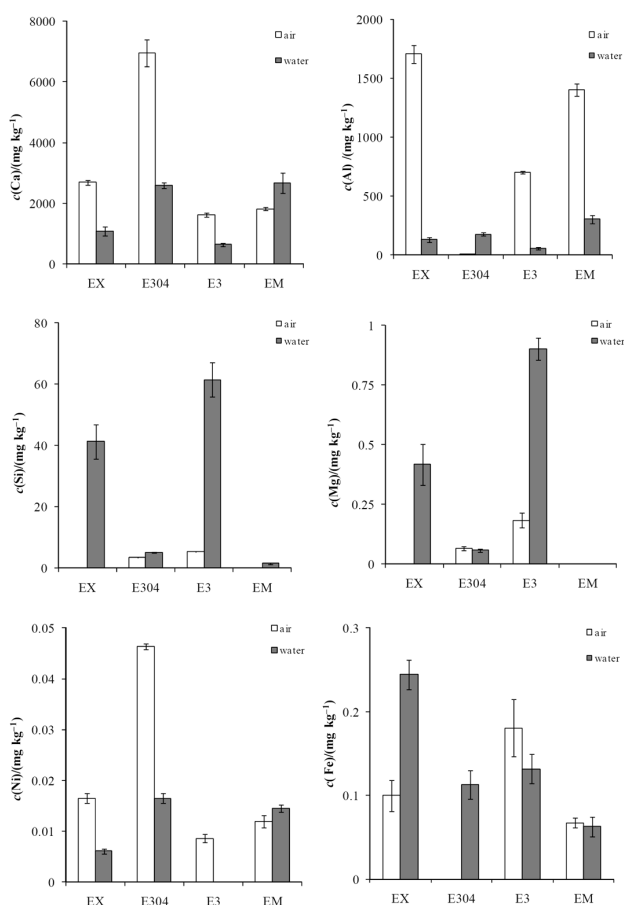 8000
6000
4000
2000
0
c(Ca)/(mg kg⁻¹)
air
water
EX E304 E3 EM
2000
1500
1000
500
0
c(Al) /(mg kg⁻¹)
air
water
EX E304 E3 EM
80
60
40
20
0
c(Si)/(mg kg⁻¹)
air
water
EX E304 E3 EM
1
0.75
0.5
0.25
0
c(Mg)/(mg kg⁻¹)
air
water
EX E304 E3 EM
0.05
0.04
0.03
0.02
0.01
0
c(Ni)/(mg kg⁻¹)
air
water
EX E304 E3 EM
0.3
0.2
0.1
0
c( Fe)/(mg kg⁻¹)
air
water
EX E304 E3 EM